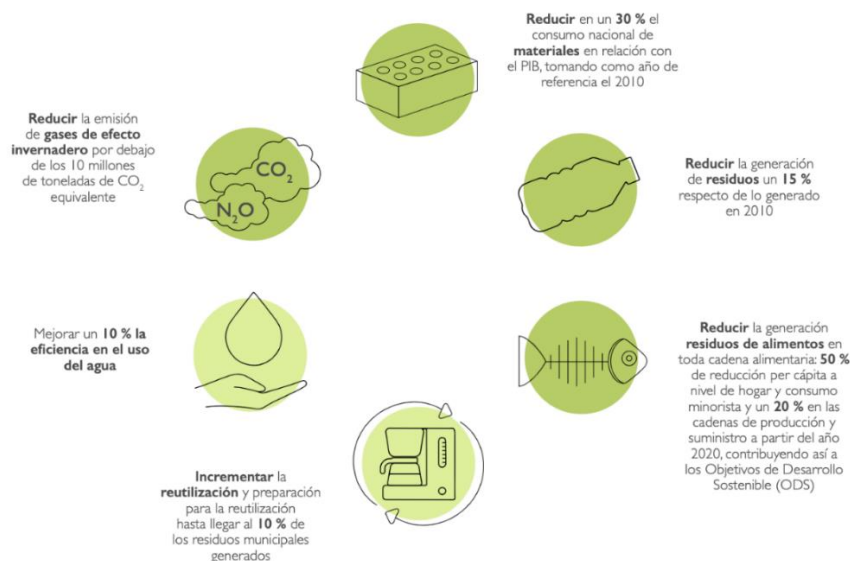 Reducir en un 30 % el
consumo nacional de
materiales en relación con
el PIB, tomando como año de
referencia el 2010
Reducir la emisión
de gases de efecto
invernadero por debajo
de los 10 millones
de toneladas de CO₂
equivalente
CO₂
N₂O
Reducir la generación
de residuos un 15 %
respecto de lo generado
en 2010
Mejorar un 10 % la
eficiencia en el uso
del agua
Reducir la generación
residuos de alimentos en
toda cadena alimentaria: 50 %
de reducción per cápita a
nivel de hogar y consumo
minorista y un 20 % en las
cadenas de producción y
suministro a partir del año
2020, contribuyendo así a
los Objetivos de Desarrollo
Sostenible (ODS)
Incrementar la
reutilización y preparación
para la reutilización
hasta llegar al 10 % de
los residuos municipales
generados